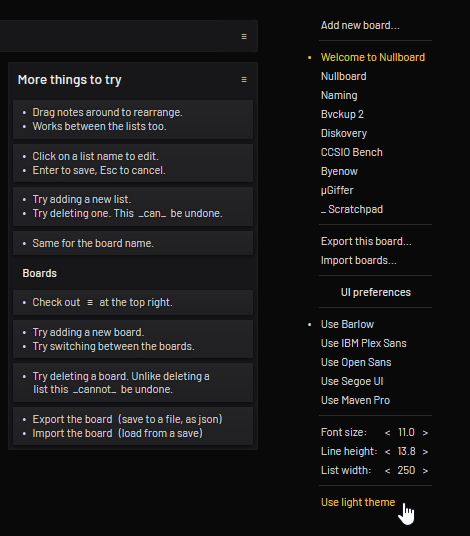 ≡
More things to try ≡
• Drag notes around to rearrange.
• Works between the lists too.
• Click on a list name to edit.
• Enter to save, Esc to cancel.
• Try adding a new list.
• Try deleting one. This _can_ be undone.
• Same for the board name.
Boards
• Check out ≡ at the top right.
• Try adding a new board.
• Try switching between the boards.
• Try deleting a board. Unlike deleting a
list this _cannot_ be undone.
• Export the board (save to a file, as json)
• Import the board (load from a save)
Add new board...
• Welcome to Nullboard
Nullboard
Naming
Bvckup 2
Diskovery
CCSIO Bench
Byenow
µGiffer
_ Scratchpad
Export this board...
Import boards...
UI preferences
• Use Barlow
Use IBM Plex Sans
Use Open Sans
Use Segoe UI
Use Maven Pro
Font size: < 11.0 >
Line height: < 13.8 >
List width: < 250 >
Use light theme